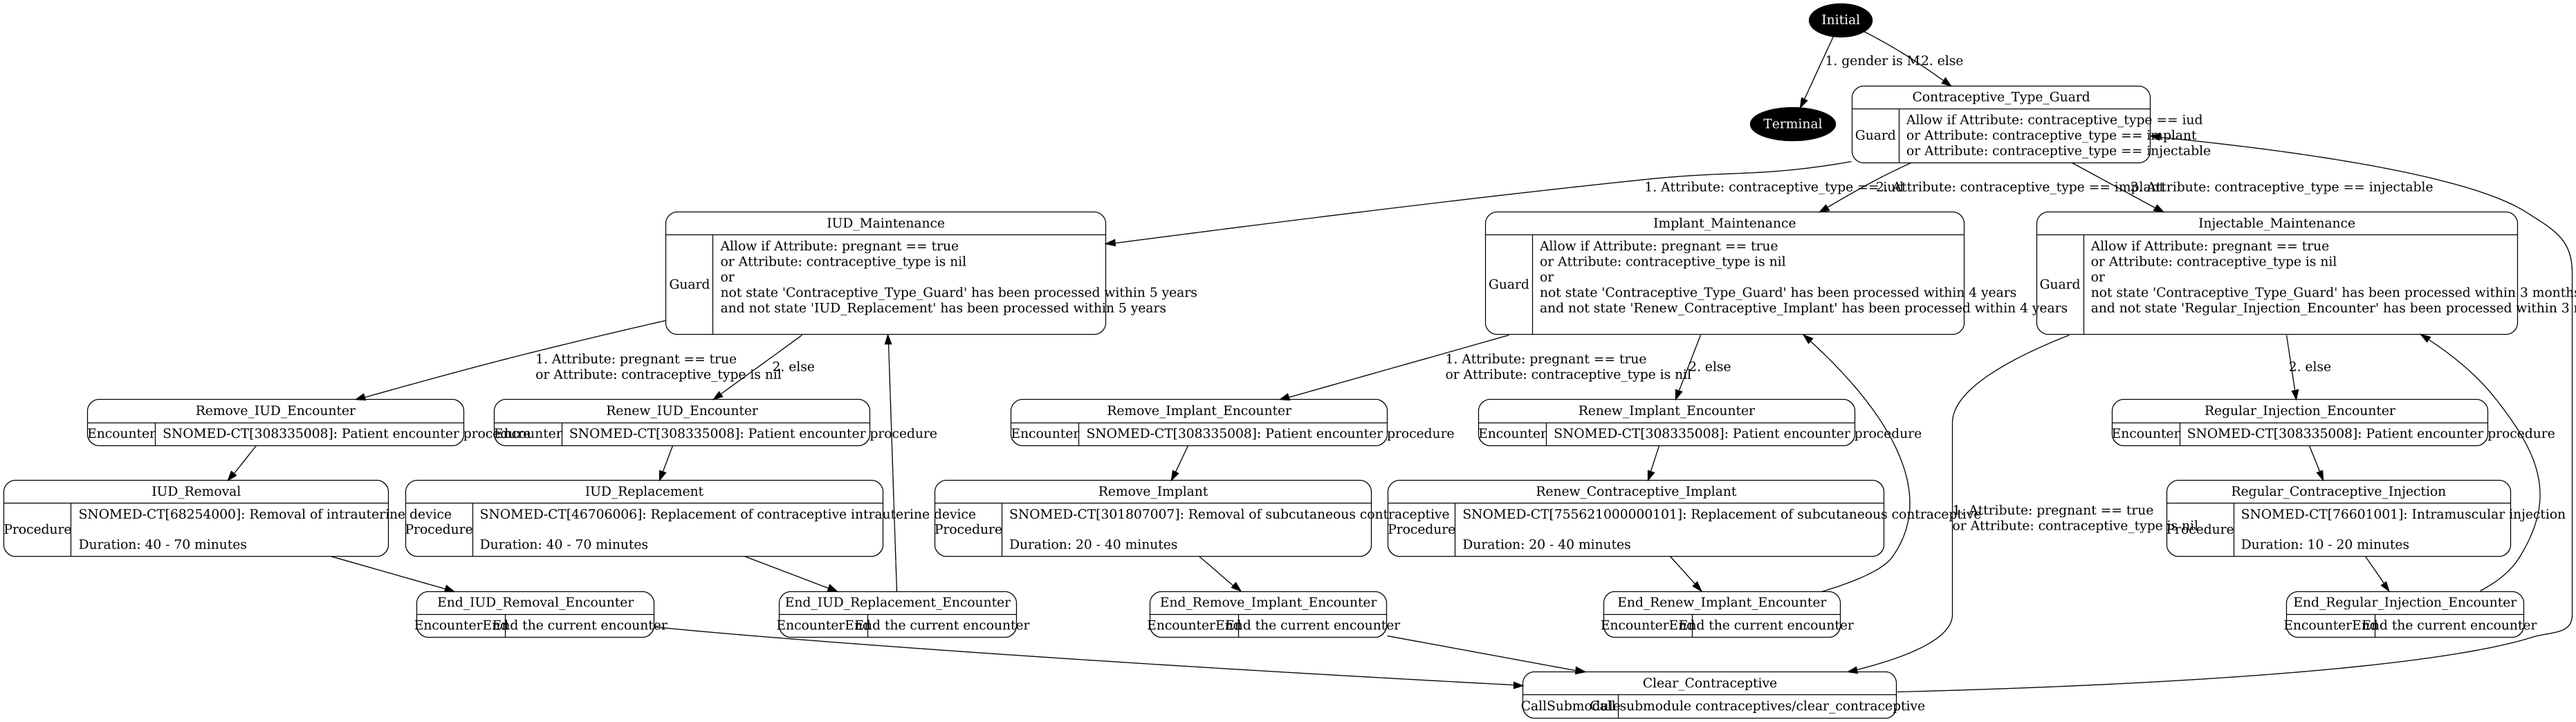 Initial
1. gender is M
2. else
Terminal
Contraceptive_Type_Guard
Guard
Allow if Attribute: contraceptive_type == iud
or Attribute: contraceptive_type == implant
or Attribute: contraceptive_type == injectable
1. Attribute: contraceptive_type == iud
2. Attribute: contraceptive_type == implant
3. Attribute: contraceptive_type == injectable
IUD_Maintenance
Guard
Allow if Attribute: pregnant == true
or Attribute: contraceptive_type is nil
or
not state 'Contraceptive_Type_Guard' has been processed within 5 years
and not state 'IUD_Replacement' has been processed within 5 years
Implant_Maintenance
Guard
Allow if Attribute: pregnant == true
or Attribute: contraceptive_type is nil
or
not state 'Contraceptive_Type_Guard' has been processed within 4 years
and not state 'Renew_Contraceptive_Implant' has been processed within 4 years
Injectable_Maintenance
Guard
Allow if Attribute: pregnant == true
or Attribute: contraceptive_type is nil
or
not state 'Contraceptive_Type_Guard' has been processed within 3 months
and not state 'Regular_Injection_Encounter' has been processed within 3
1. Attribute: pregnant == true
or Attribute: contraceptive_type is nil
2. else
1. Attribute: pregnant == true
or Attribute: contraceptive_type is nil
2. else
2. else
Remove_IUD_Encounter
Encounter
SNOMED-CT[308335008]: Patient encounter procedure
Renew_IUD_Encounter
Encounter
SNOMED-CT[308335008]: Patient encounter procedure
Remove_Implant_Encounter
Encounter
SNOMED-CT[308335008]: Patient encounter procedure
Renew_Implant_Encounter
Encounter
SNOMED-CT[308335008]: Patient encounter procedure
Regular_Injection_Encounter
Encounter
SNOMED-CT[308335008]: Patient encounter procedure
IUD_Removal
Procedure
SNOMED-CT[68254000]: Removal of intrauterine device
Duration: 40 - 70 minutes
IUD_Replacement
Procedure
SNOMED-CT[46706006]: Replacement of contraceptive intrauterine device
Duration: 40 - 70 minutes
Remove_Implant
Procedure
SNOMED-CT[301807007]: Removal of subcutaneous contraceptive
Duration: 20 - 40 minutes
Renew_Contraceptive_Implant
Procedure
SNOMED-CT[755621000000101]: Replacement of subcutaneous contraceptive
Duration: 20 - 40 minutes
1. Attribute: pregnant == true
or Attribute: contraceptive_type is nil
Regular_Contraceptive_Injection
Procedure
SNOMED-CT[76601001]: Intramuscular injection
Duration: 10 - 20 minutes
End_IUD_Removal_Encounter
EncounterEnd
End the current encounter
End_IUD_Replacement_Encounter
EncounterEnd
End the current encounter
End_Remove_Implant_Encounter
EncounterEnd
End the current encounter
End_Renew_Implant_Encounter
EncounterEnd
End the current encounter
End_Regular_Injection_Encounter
EncounterEnd
End the current encounter
Clear_Contraceptive
CallSubmodule
Call submodule contraceptives/clear_contraceptive